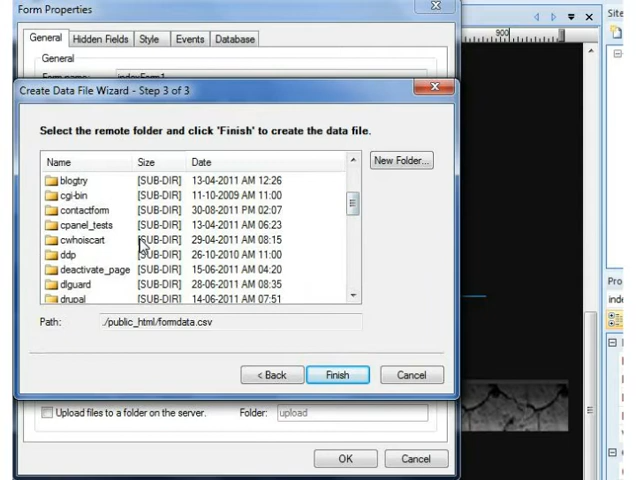 Form Properties
General Hidden Fields Style Events Database
General
Form name: indexForm1
900
Site
Create Data File Wizard - Step 3 of 3
Select the remote folder and click 'Finish' to create the data file.
Name Size Date
New Folder...
blogtry [SUB-DIR] 13-04-2011 AM 12:26
cgi-bin [SUB-DIR] 11-10-2009 AM 11:00
contactform [SUB-DIR] 30-08-2011 PM 02:07
cpanel_tests [SUB-DIR] 13-04-2011 AM 06:23
cwhoiscart [SUB-DIR] 29-04-2011 AM 08:15
ddp [SUB-DIR] 26-10-2010 AM 11:00
deactivate_page [SUB-DIR] 15-06-2011 AM 04:20
dlguard [SUB-DIR] 28-06-2011 AM 08:35
drupal [SUB-DIR] 14-06-2011 AM 07:51
Path: ./public_html/formdata.csv
< Back Finish Cancel
Pro
inde
Upload files to a folder on the server. Folder: upload
OK Cancel